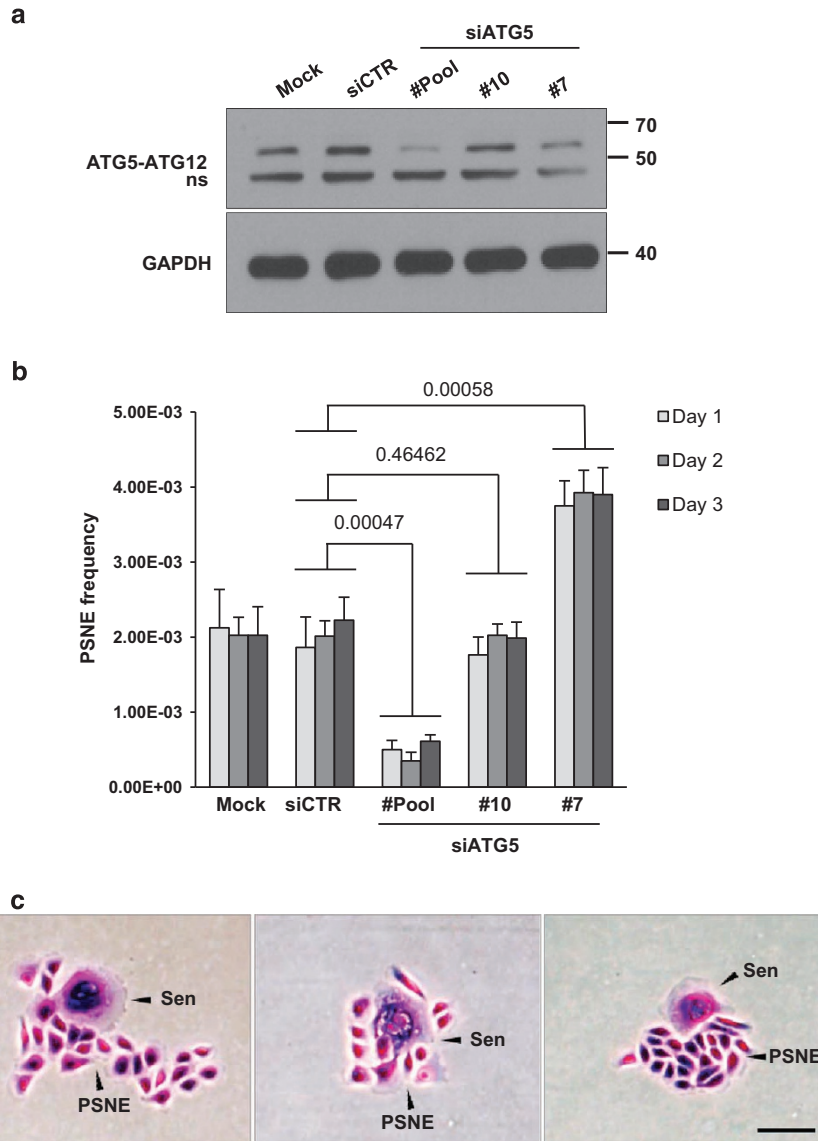 a
siATG5
Mock siCTR #Pool #10 #7
70
ATG5-ATG12
50
ns
GAPDH
40
b
0.00058
5.00E-03
Day 1
0.46462
4.00E-03
Day 2
0.00047
Day 3
3.00E-03
PSNE frequency
2.00E-03
1.00E-03
0.00E+00
Mock siCTR #Pool #10 #7
siATG5
c
Sen
PSNE
Sen
PSNE
Sen
PSNE